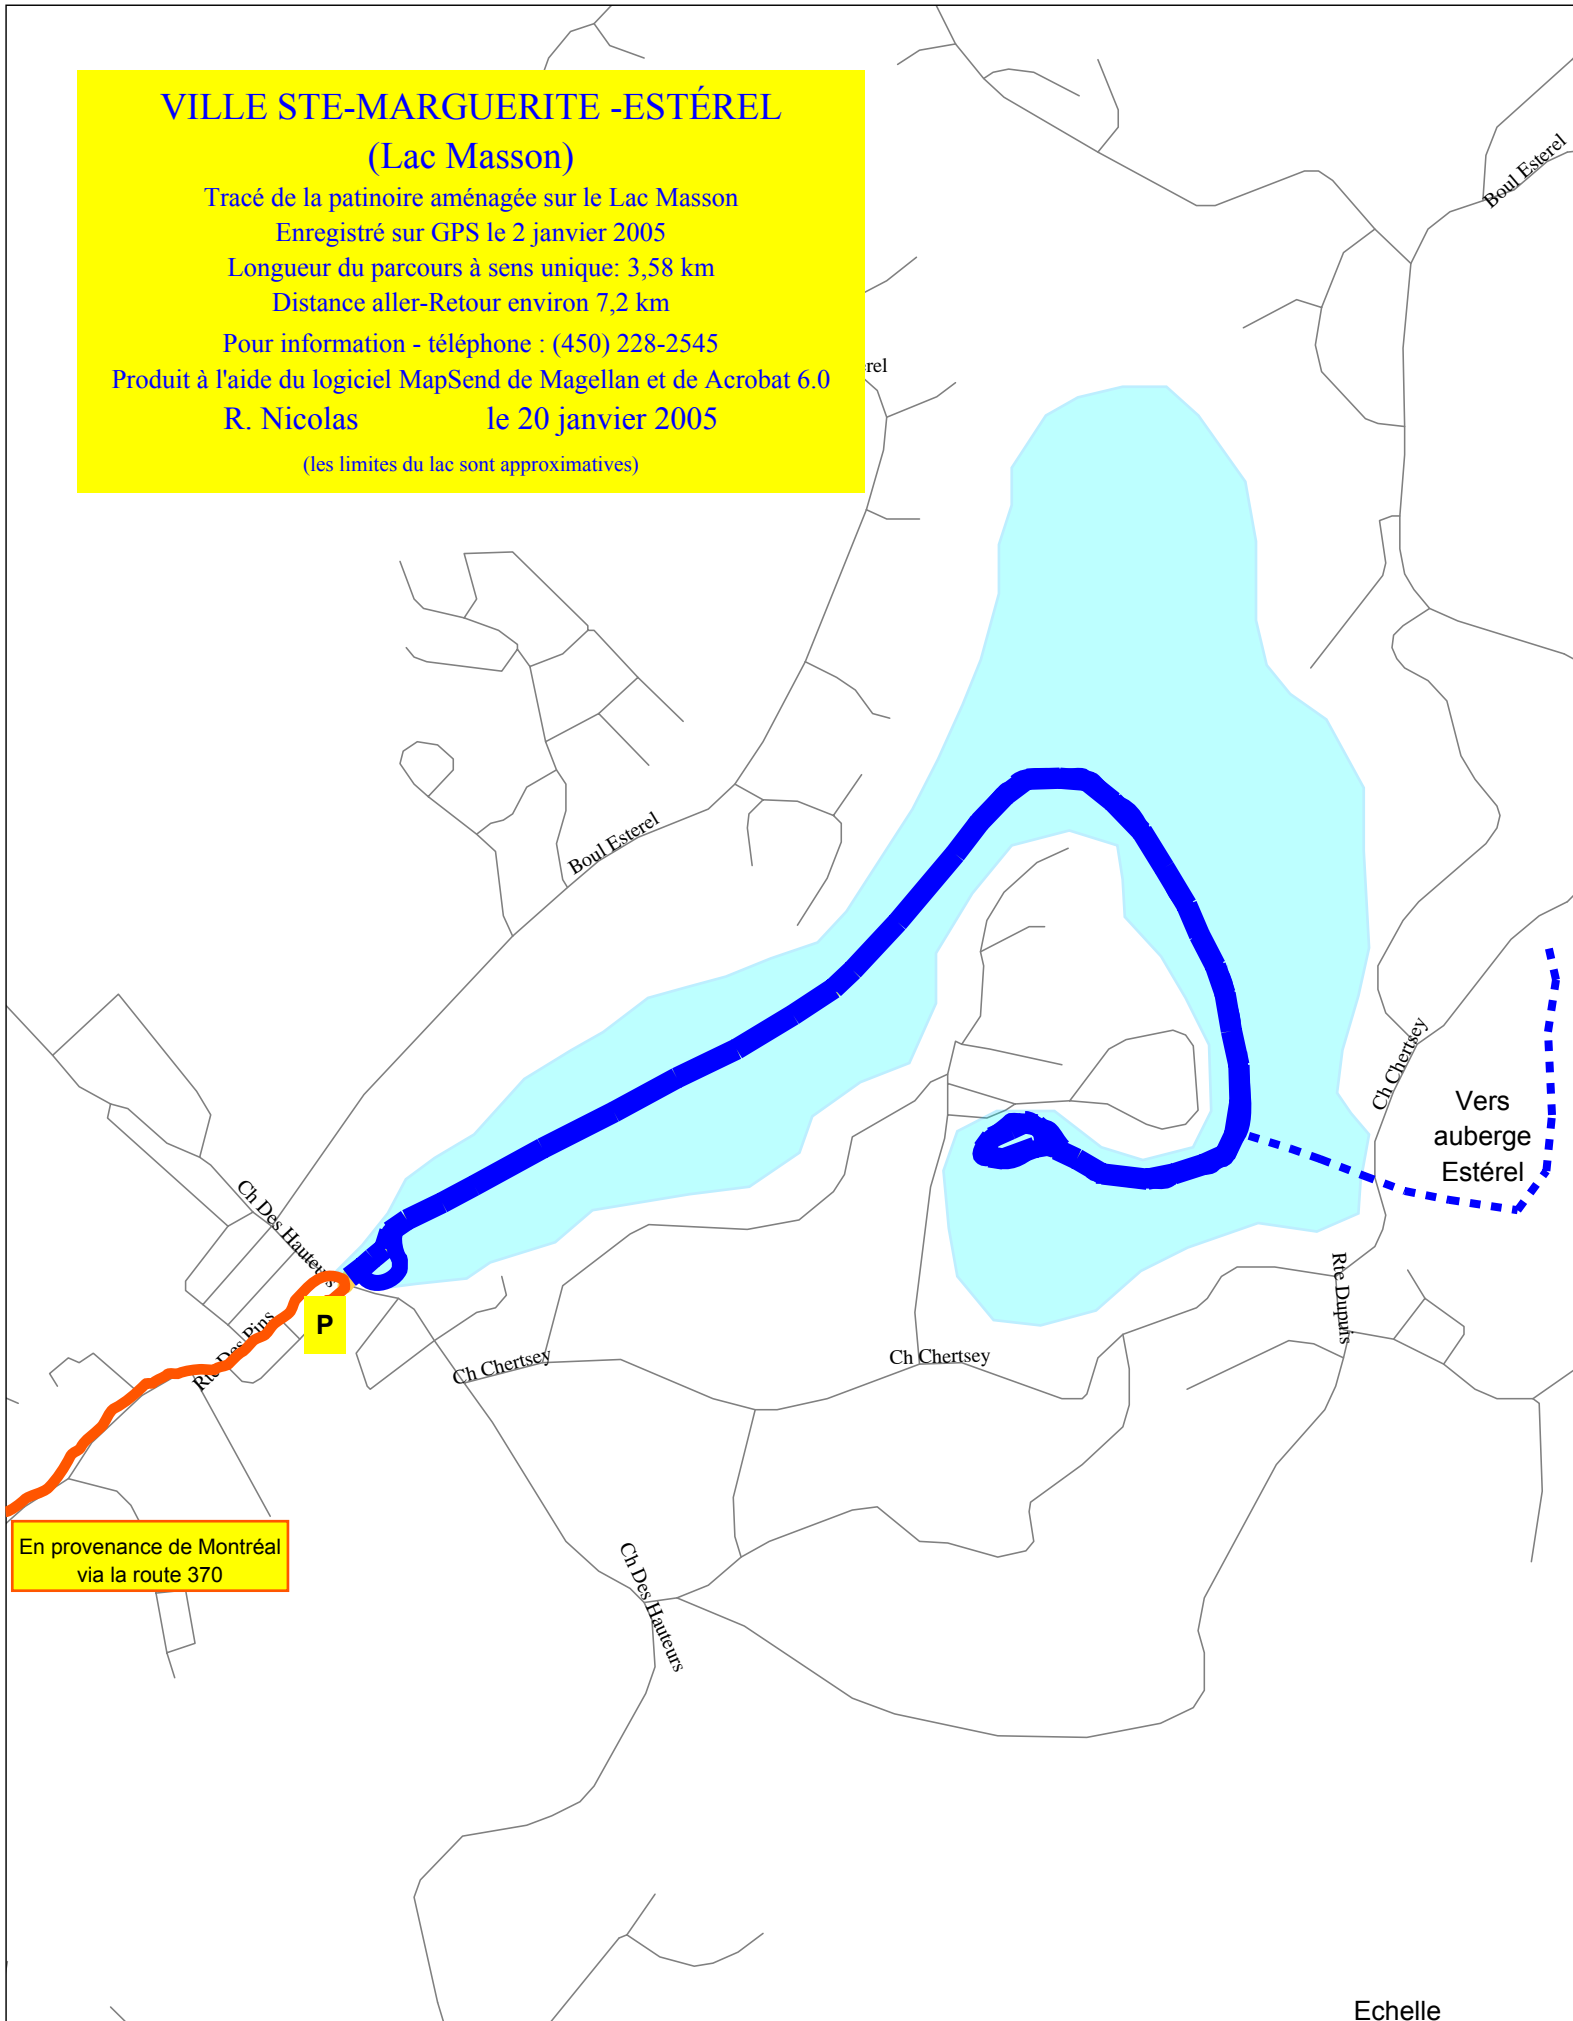 VILLE STE-MARGUERITE -ESTÉREL
(Lac Masson)
Tracé de la patinoire aménagée sur le Lac Masson
Enregistré sur GPS le 2 janvier 2005
Longueur du parcours à sens unique: 3,58 km
Distance aller-Retour environ 7,2 km
Pour information - téléphone : (450) 228-2545
Produit à l'aide du logiciel MapSend de Magellan et de Acrobat 6.0
R. Nicolas le 20 janvier 2005
(les limites du lac sont approximatives)
Boul Esterel
erel
Boul Esterel
Ch Chertsey
Vers
auberge
Estérel
Ch Des Hauteurs
P
Rte Des Pins
Ch Chertsey
Ch Chertsey
Rte Dupuis
En provenance de Montréal
via la route 370
Ch Des Hauteurs
Echelle